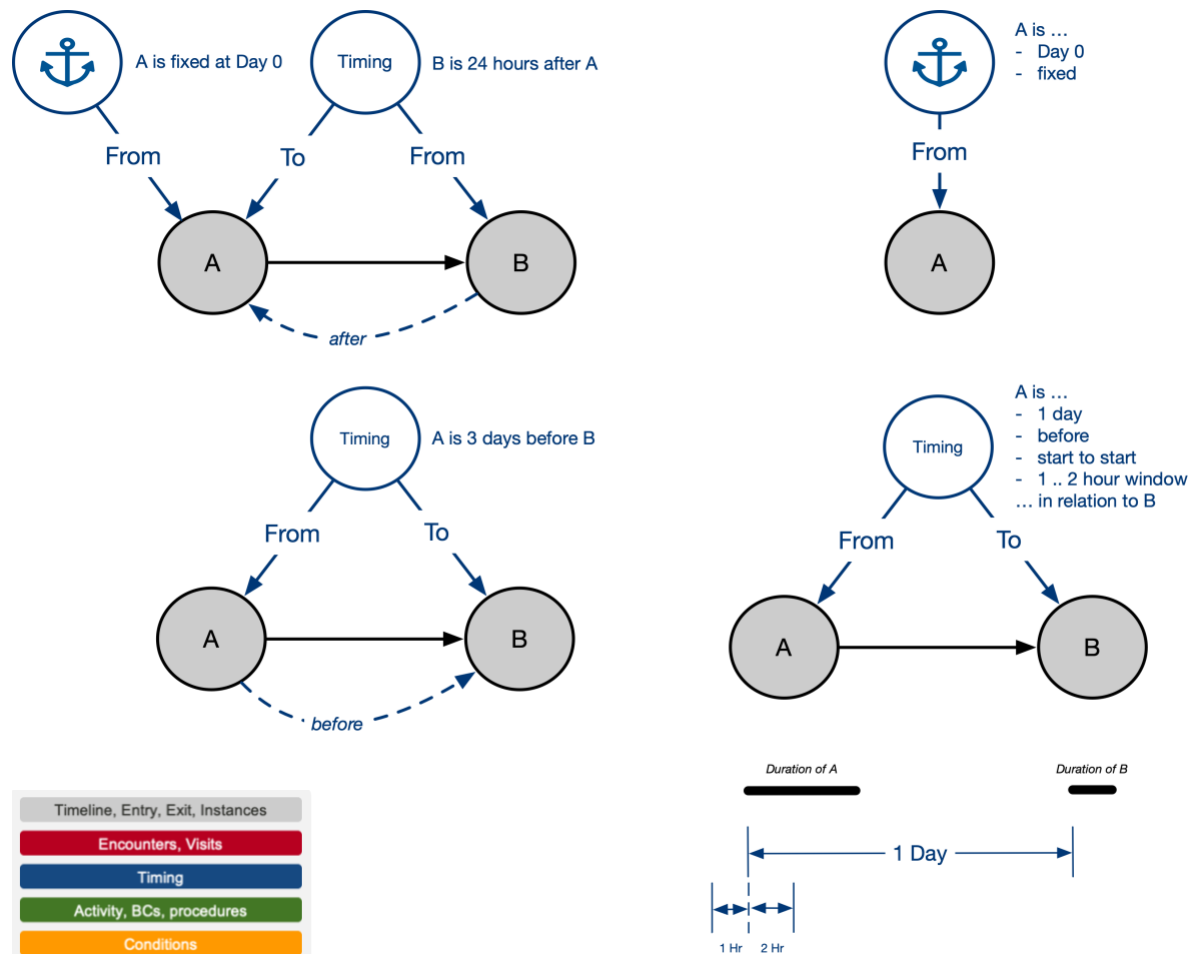 A is fixed at Day 0
Timing
B is 24 hours after A
From
To
From
A
B
after
A is …
- Day 0
- fixed
From
A
Timing
A is 3 days before B
From
To
A
B
before
A is …
- 1 day
- before
- start to start
- 1 .. 2 hour window
… in relation to B
Timing
From
To
A
B
Duration of A
Duration of B
1 Day
1 Hr
2 Hr
Timeline, Entry, Exit, Instances
Encounters, Visits
Timing
Activity, BCs, procedures
Conditions